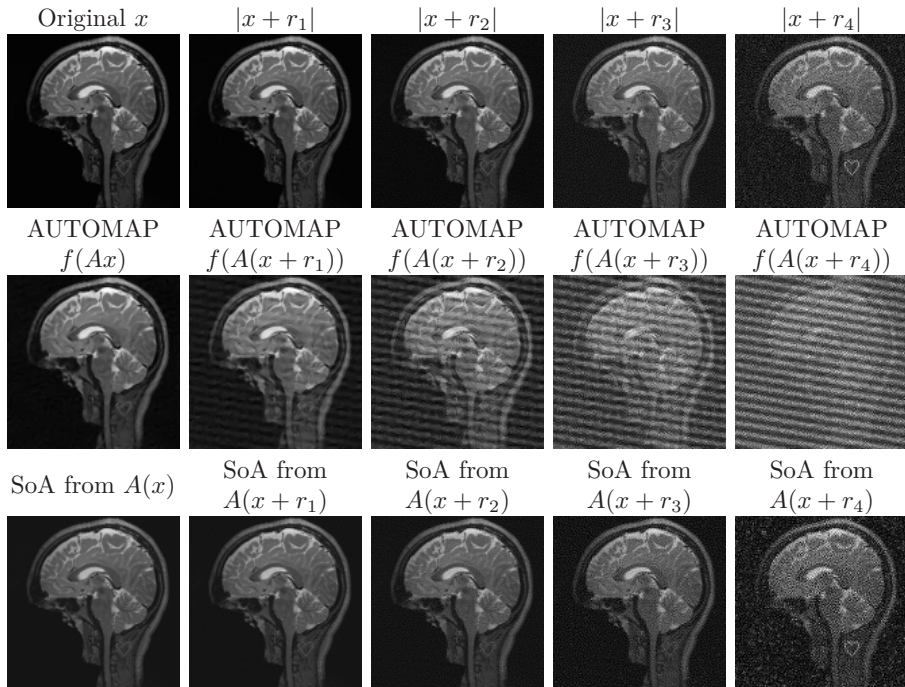 Original x |x + r₁| |x + r₂| |x + r₃| |x + r₄|
AUTOMAP AUTOMAP AUTOMAP AUTOMAP AUTOMAP
f(Ax) f(A(x + r₁)) f(A(x + r₂)) f(A(x + r₃)) f(A(x + r₄))
SoA from A(x) SoA from SoA from SoA from SoA from
A(x + r₁) A(x + r₂) A(x + r₃) A(x + r₄)